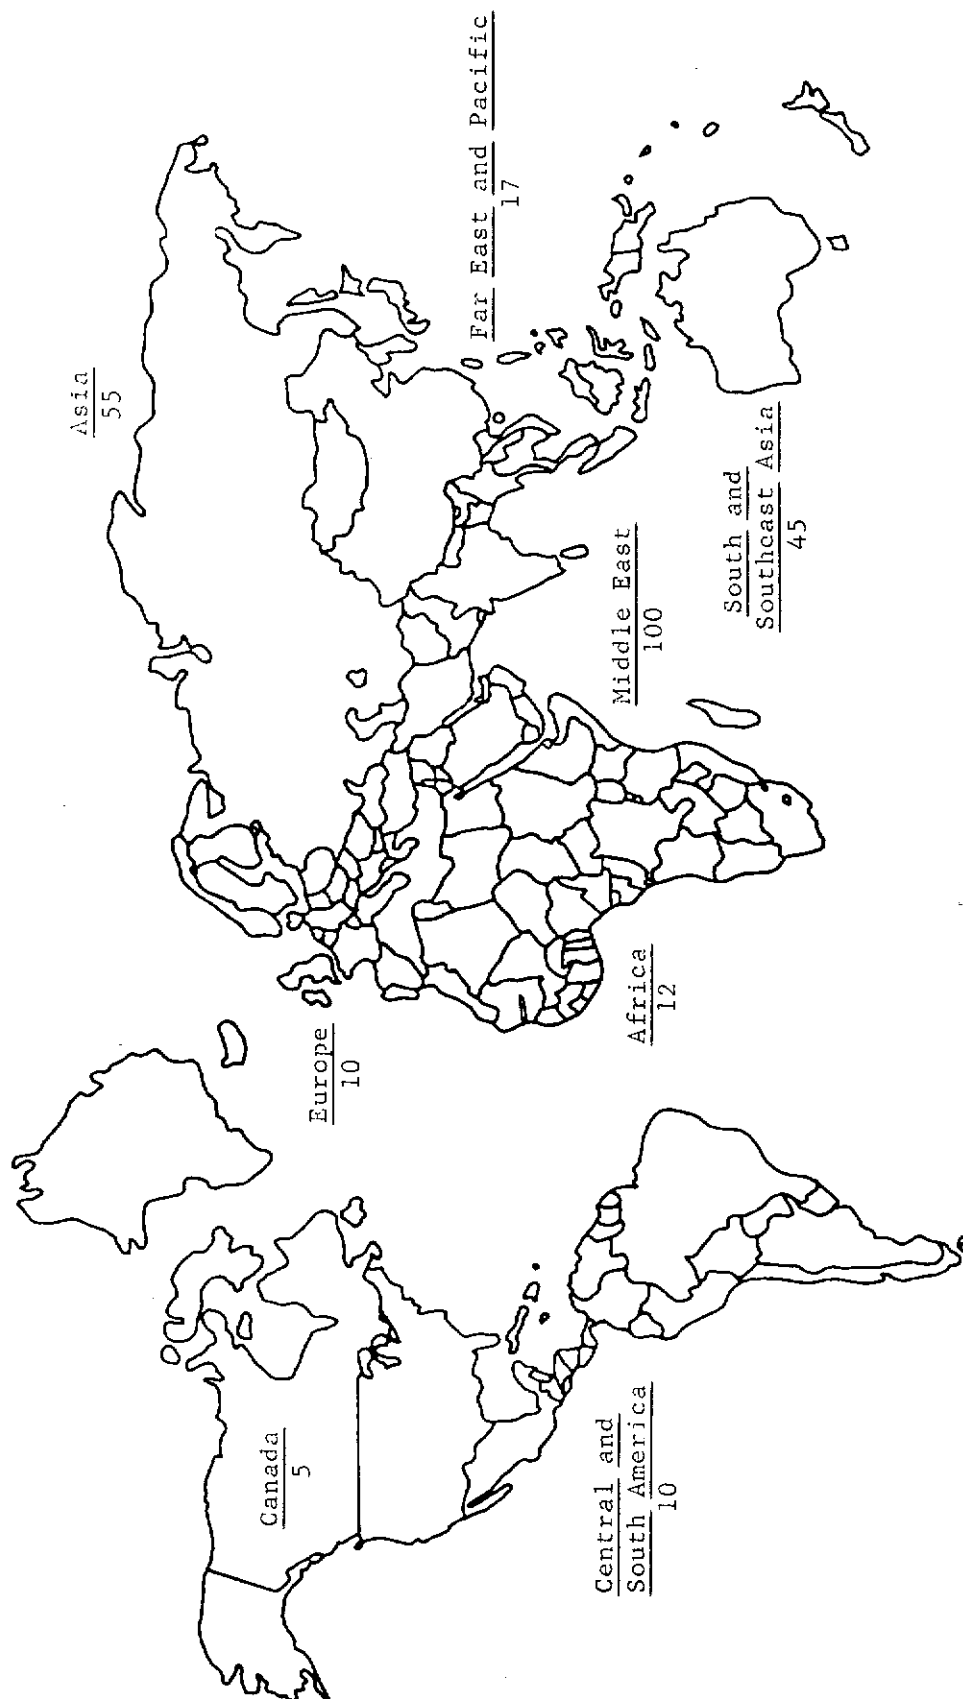 Asia
55
Far East and Pacific
17
Canada
5
Europe
10
Middle East
100
South and
Southeast Asia
45
Africa
12
Central and
South America
10